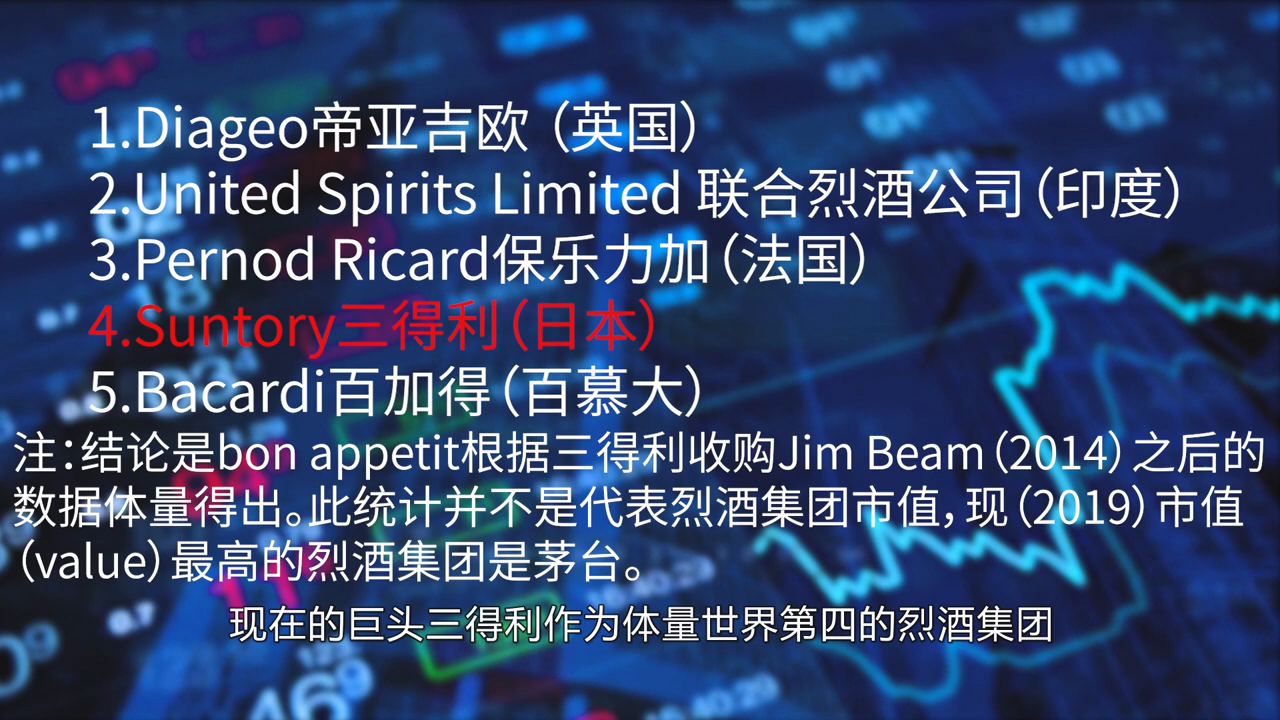 1.Diageo帝亚吉欧（英国）
2.United Spirits Limited 联合烈酒公司（印度）
3.Pernod Ricard保乐力加（法国）
4.Suntory三得利（日本）
5.Bacardi百加得（百慕大）
注：结论是bon appetit根据三得利收购Jim Beam（2014）之后的
数据体量得出。此统计并不是代表烈酒集团市值，现（2019）市值
（value）最高的烈酒集团是茅台。
现在的巨头三得利作为体量世界第四的烈酒集团